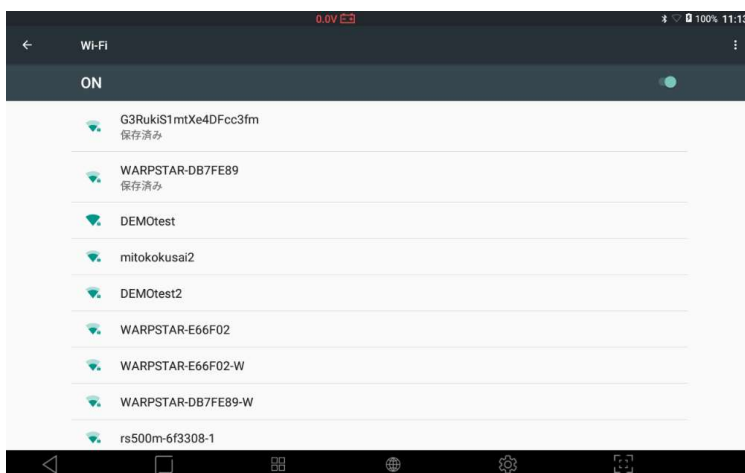 0.0V
100% 11:13
Wi-Fi
ON
G3RukiS1mtXe4DFcc3fm
保存済み
WARPSTAR-DB7FE89
保存済み
DEMOtest
mitokokusai2
DEMOtest2
WARPSTAR-E66F02
WARPSTAR-E66F02-W
WARPSTAR-DB7FE89-W
rs500m-6f3308-1